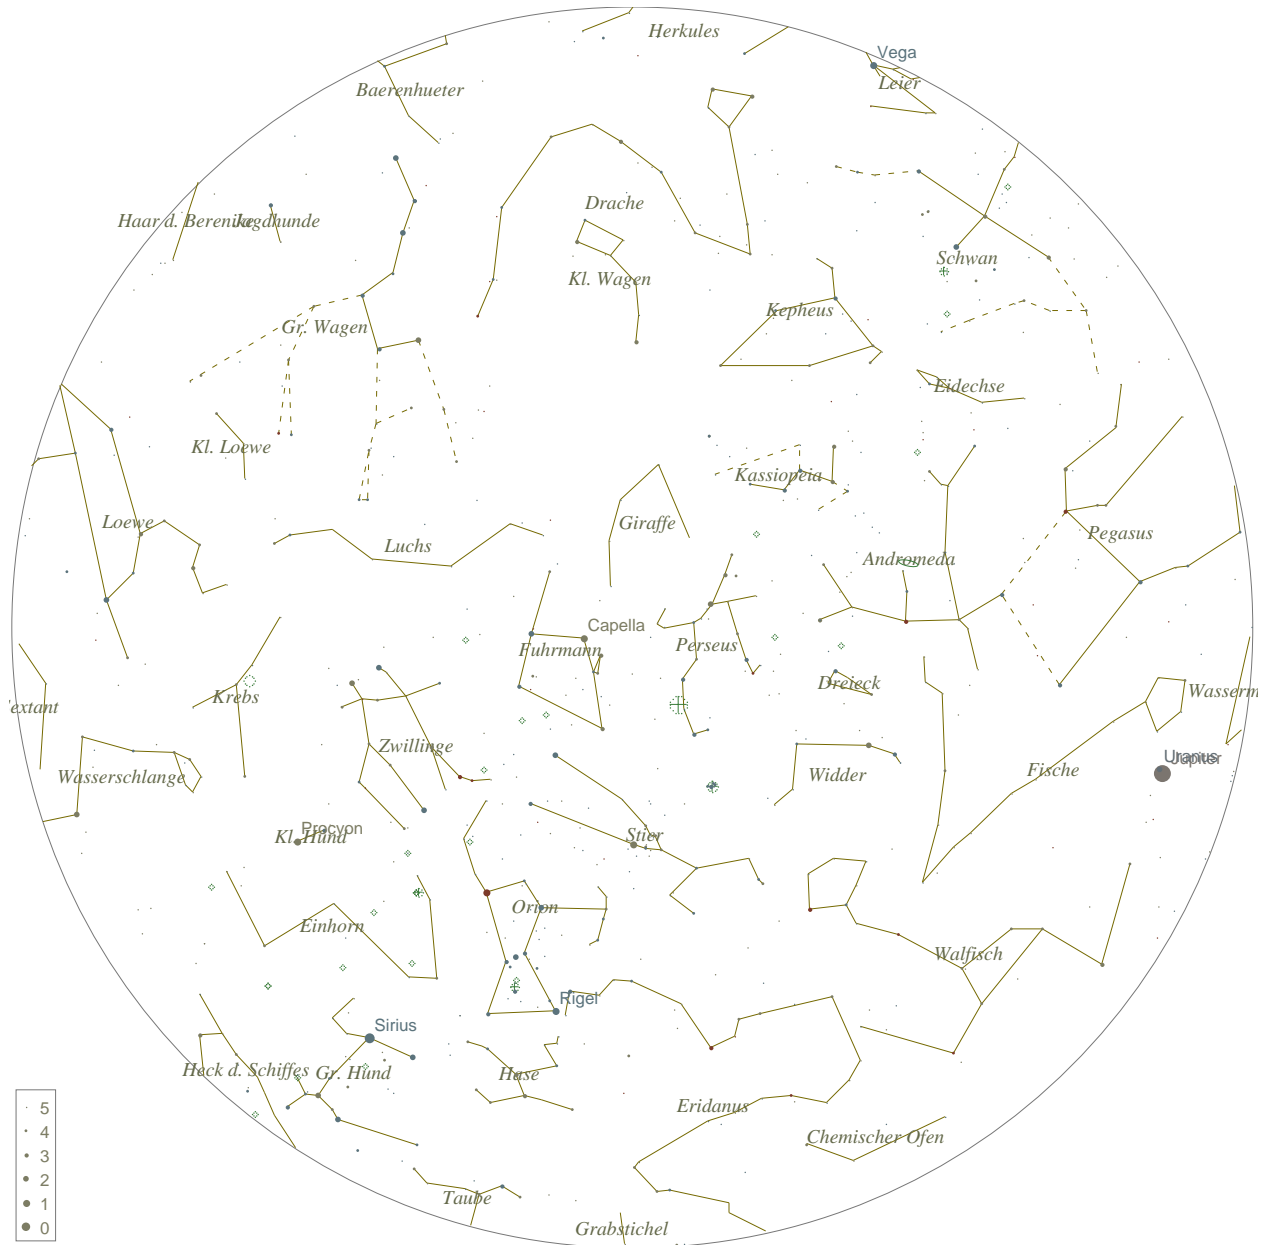 Herkules
Vega
Leier
Baerenhueter
Drache
Haar d. Berenike
Jagdhunde
Schwan
Kl. Wagen
Kepheus
Gr. Wagen
Eidechse
Kl. Loewe
Kassiopeia
Loewe
Giraffe
Pegasus
Luchs
Andromeda
Capella
Fuhrmann
Perseus
Dreieck
Krebs
Wasserm
extant
Zwillinge
Uranus
Jupiter
Wasserschlange
Widder
Fische
Procyon
Kl. Hund
Stier
Orion
Einhorn
Walfisch
Rigel
Sirius
Heck d. Schiffes
Gr. Hund
Hase
Eridanus
Chemischer Ofen
Taube
Grabstichel
5
4
3
2
1
0